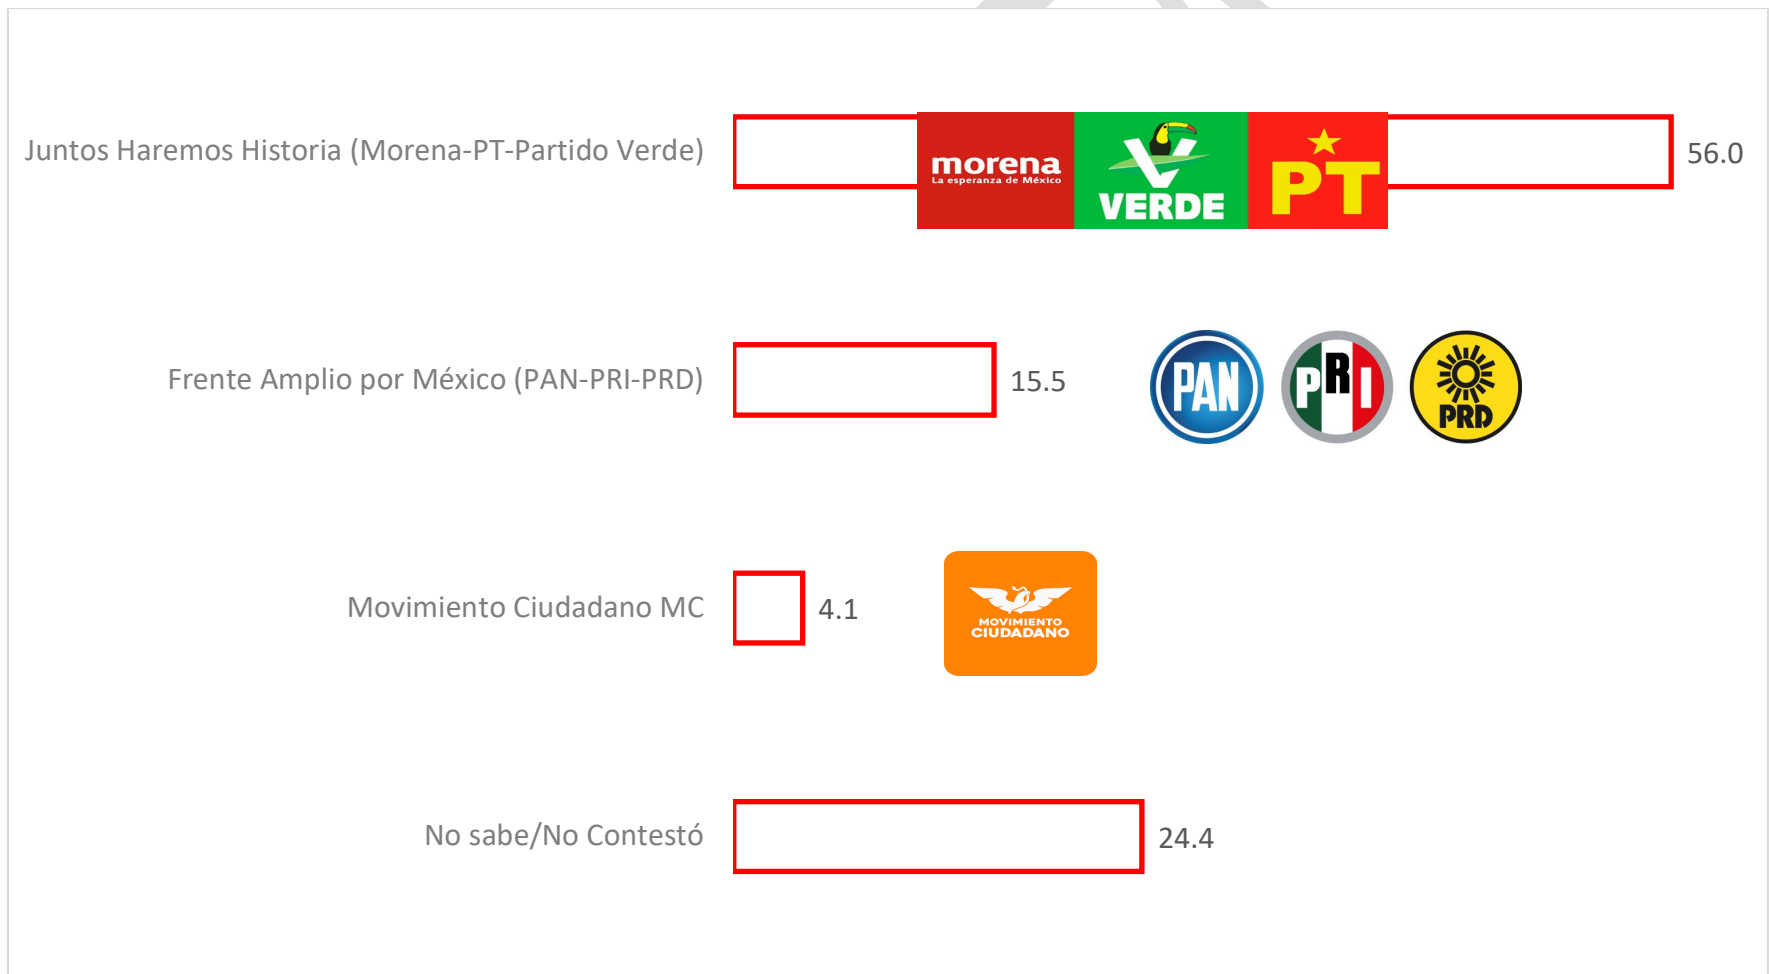 Juntos Haremos Historia (Morena-PT-Partido Verde)
morena
La esperanza de México
VERDE
PT
56.0
Frente Amplio por México (PAN-PRI-PRD)
15.5
PAN
PRI
PRD
Movimiento Ciudadano MC
4.1
MOVIMIENTO
CIUDADANO
No sabe/No Contestó
24.4